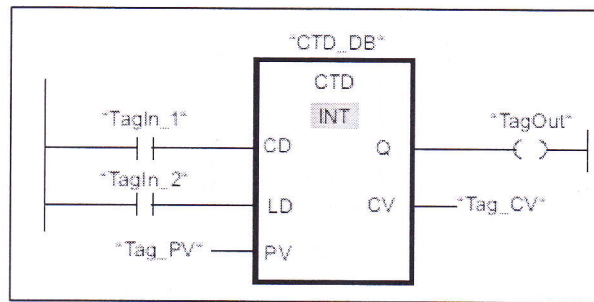 "CTD_DB"
CTD
INT
"TagIn_1"
CD
Q
"TagOut"
"TagIn_2"
LD
CV
"Tag_CV"
"Tag_PV"
PV